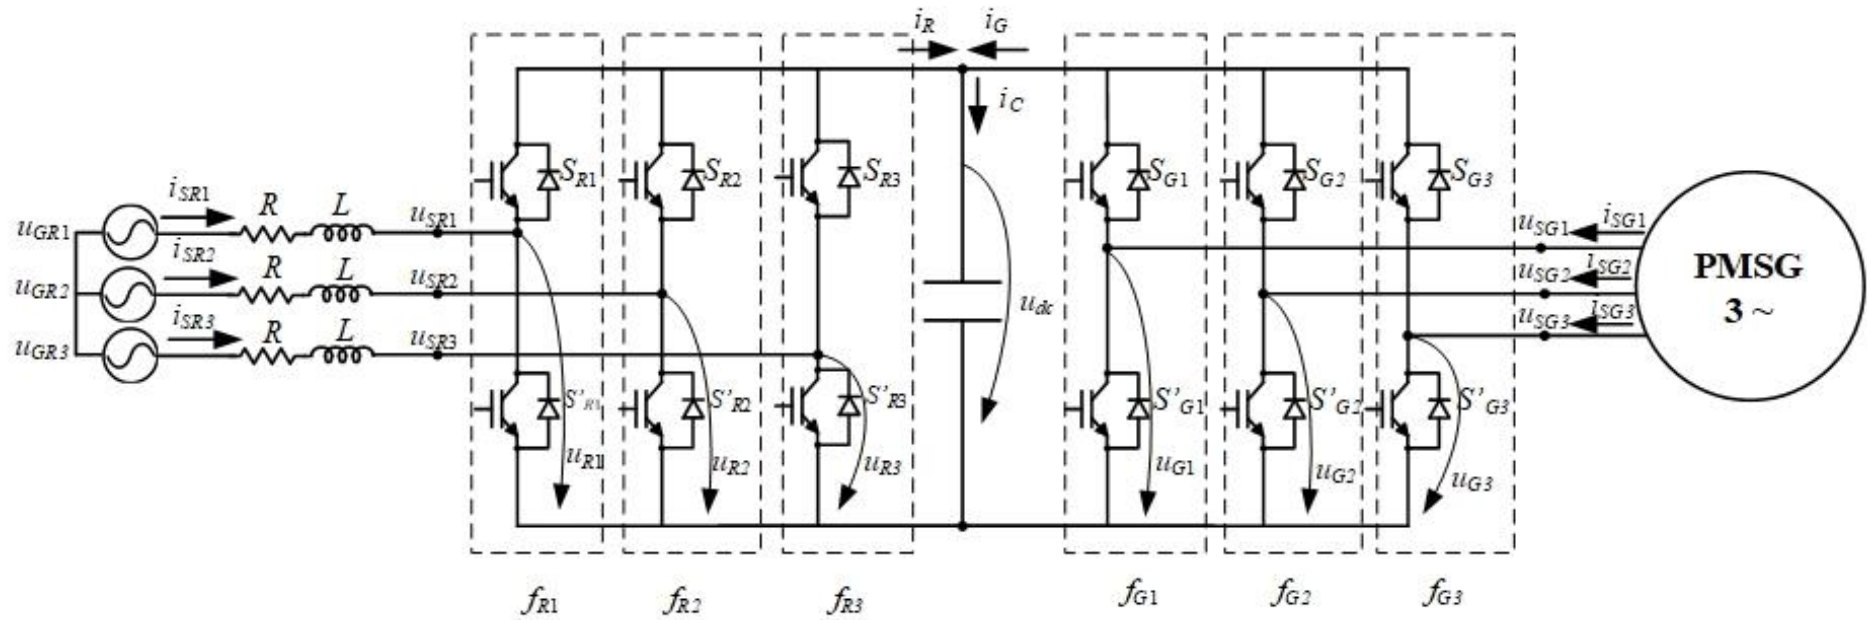 i_R
i_G
i_C
S_R1
S_R2
S_R3
S_G1
S_G2
S_G3
i_SR1
R
L
u_SR1
u_GR1
i_SR2
R
L
u_SR2
u_GR2
i_SR3
R
L
u_SR3
u_GR3
u_dc
u_SG1
i_SG1
u_SG2
i_SG2
u_SG3
i_SG3
PMSG
3 ~
S'_R1
S'_R2
S'_R3
S'_G1
S'_G2
S'_G3
u_R1
u_R2
u_R3
u_G1
u_G2
u_G3
f_R1
f_R2
f_R3
f_G1
f_G2
f_G3